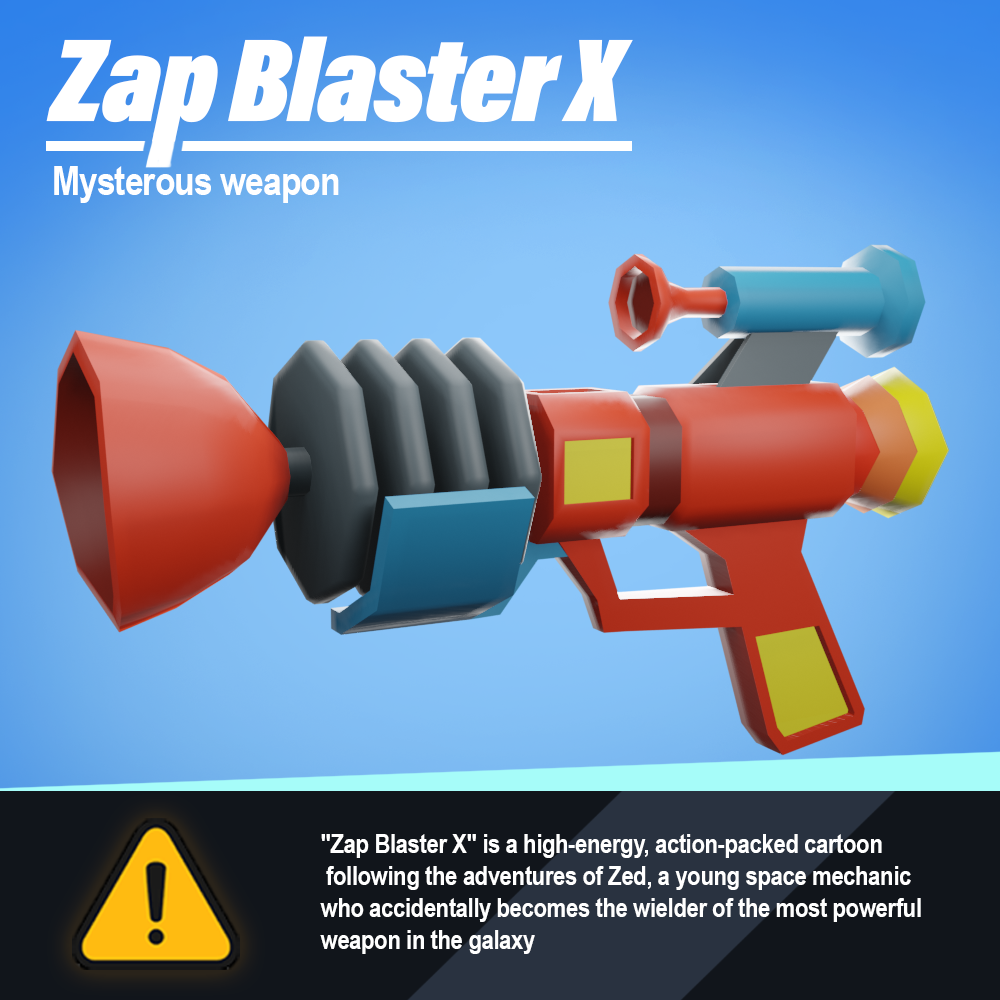 Zap Blaster X
Mysterous weapon
"Zap Blaster X" is a high-energy, action-packed cartoon
following the adventures of Zed, a young space mechanic
who accidentally becomes the wielder of the most powerful
weapon in the galaxy